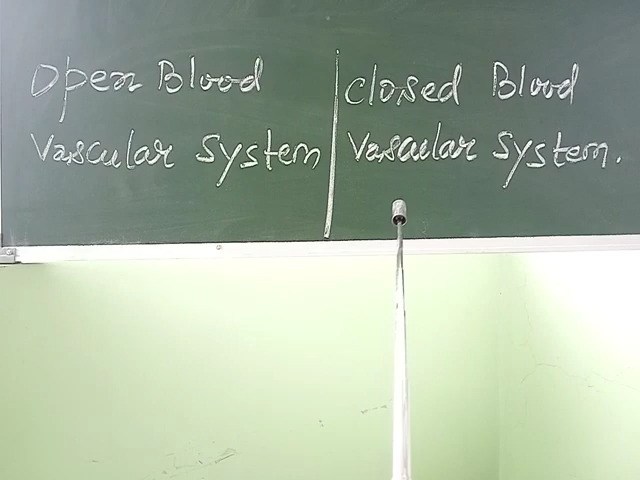 Open Blood
Vascular System
Closed Blood
Vascular System.